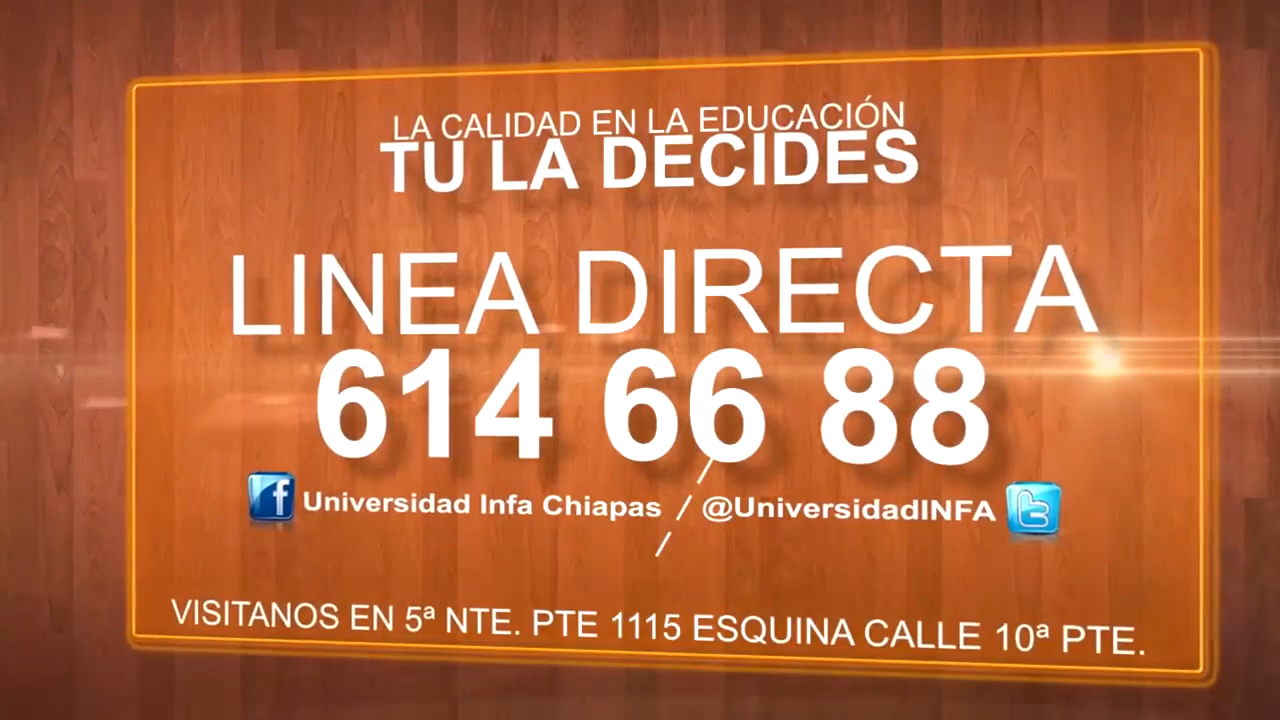 LA CALIDAD EN LA EDUCACIÓN
TU LA DECIDES
LINEA DIRECTA
614 66 88
Universidad Infa Chiapas / @UniversidadINFA
VISITANOS EN 5ª NTE. PTE 1115 ESQUINA CALLE 10ª PTE.